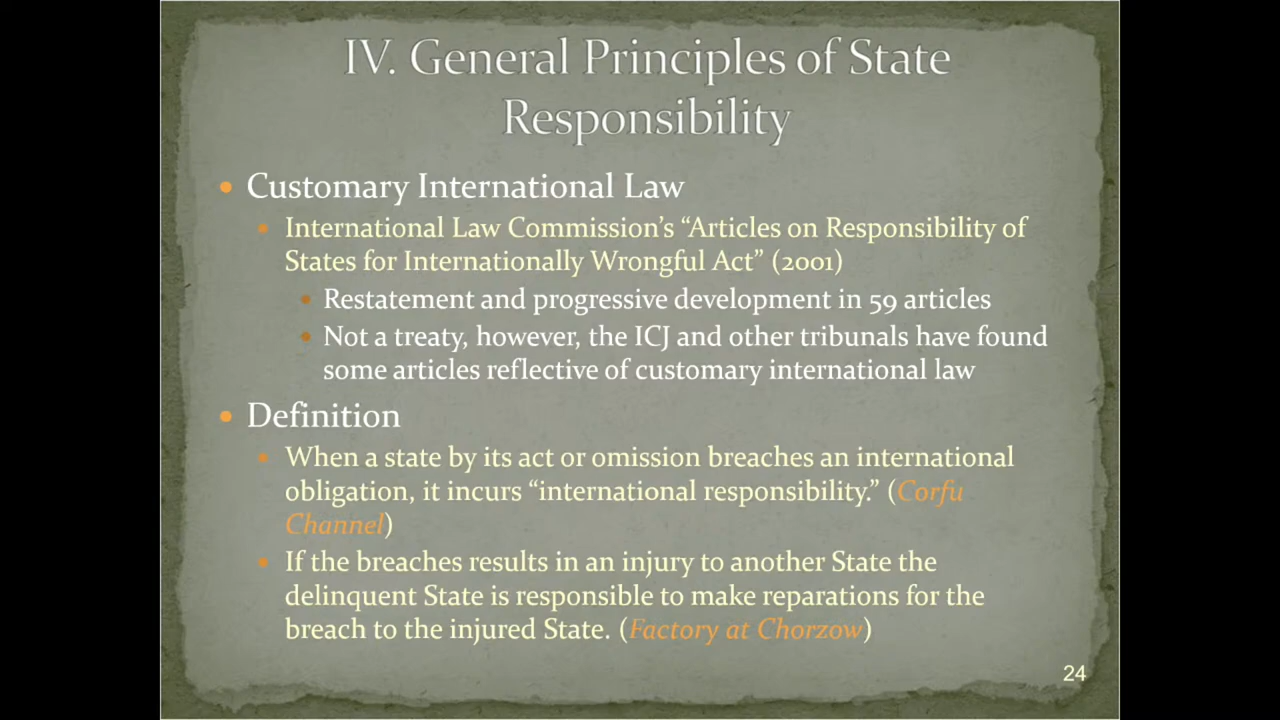 IV. General Principles of State
Responsibility
• Customary International Law
• International Law Commission's “Articles on Responsibility of
States for Internationally Wrongful Act” (2001)
• Restatement and progressive development in 59 articles
• Not a treaty, however, the ICJ and other tribunals have found
some articles reflective of customary international law
• Definition
• When a state by its act or omission breaches an international
obligation, it incurs “international responsibility.” (Corfu
Channel)
• If the breaches results in an injury to another State the
delinquent State is responsible to make reparations for the
breach to the injured State. (Factory at Chorzow)
24